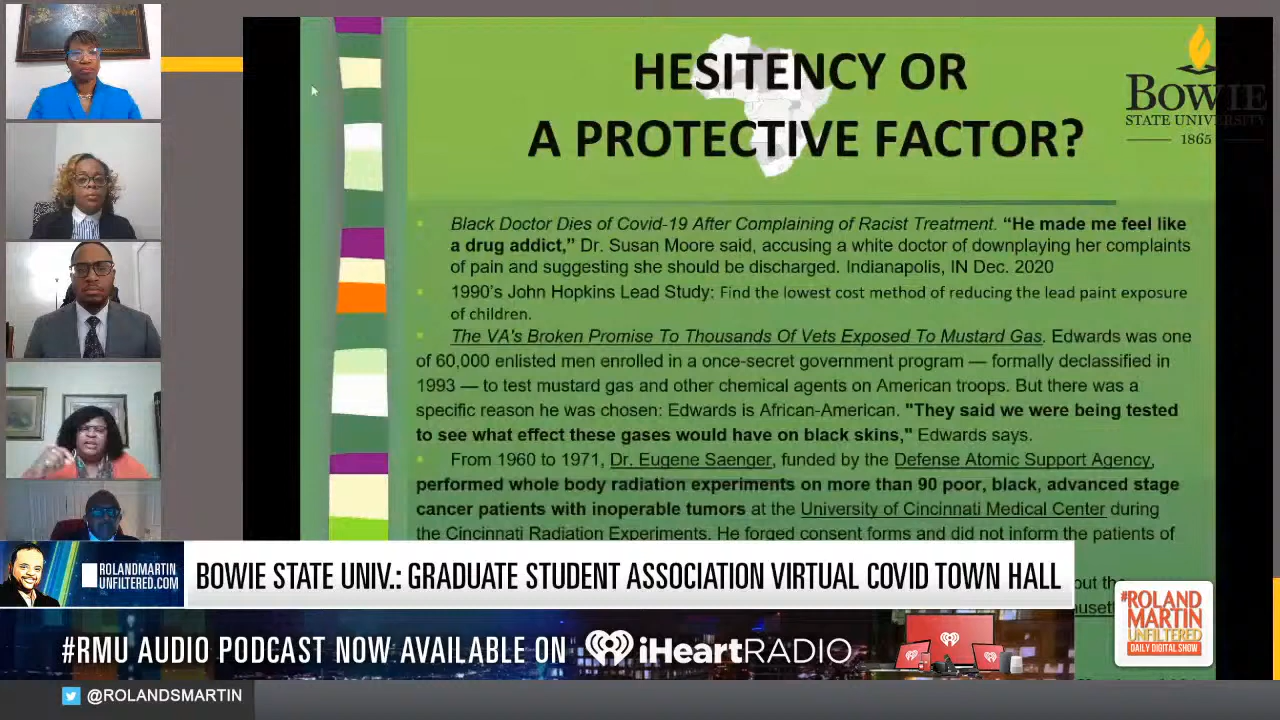 HESITENCY OR
A PROTECTIVE FACTOR?
BOWIE
STATE UNIVERSITY
1865
Black Doctor Dies of Covid-19 After Complaining of Racist Treatment. “He made me feel like
a drug addict,” Dr. Susan Moore said, accusing a white doctor of downplaying her complaints
of pain and suggesting she should be discharged. Indianapolis, IN Dec. 2020
1990’s John Hopkins Lead Study: Find the lowest cost method of reducing the lead paint exposure
of children.
The VA's Broken Promise To Thousands Of Vets Exposed To Mustard Gas. Edwards was one
of 60,000 enlisted men enrolled in a once-secret government program — formally declassified in
1993 — to test mustard gas and other chemical agents on American troops. But there was a
specific reason he was chosen: Edwards is African-American. "They said we were being tested
to see what effect these gases would have on black skins," Edwards says.
From 1960 to 1971, Dr. Eugene Saenger, funded by the Defense Atomic Support Agency,
performed whole body radiation experiments on more than 90 poor, black, advanced stage
cancer patients with inoperable tumors at the University of Cincinnati Medical Center during
the Cincinnati Radiation Experiments. He forged consent forms and did not inform the patients of
ROLANDMARTIN
UNFILTERED.COM
BOWIE STATE UNIV.: GRADUATE STUDENT ASSOCIATION VIRTUAL COVID TOWN HALL
#RMU AUDIO PODCAST NOW AVAILABLE ON iHeartRADIO
#ROLAND
MARTIN
UNFILTERED
DAILY DIGITAL SHOW
@ROLANDSMARTIN